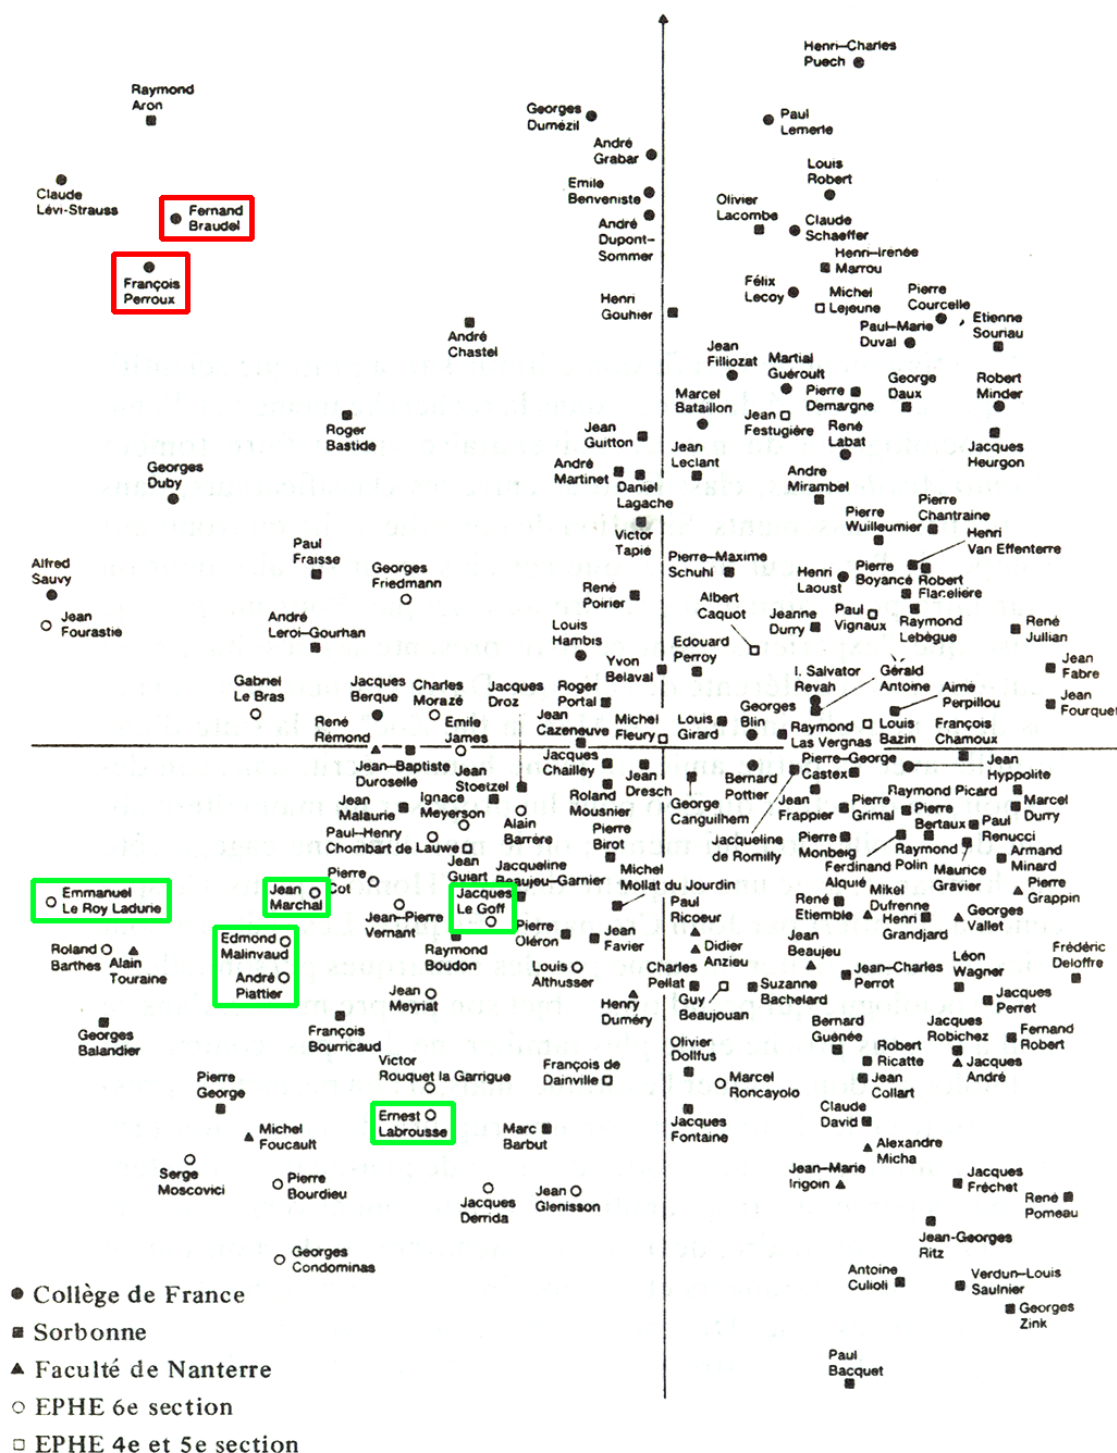 Henri–Charles
Puech
Raymond
Aron
Georges
Dumézil
Paul
Lemerle
André
Grabar
Louis
Robert
Claude
Lévi-Strauss
Emile
Benveniste
Olivier
Lacombe
Fernand
Braudel
André
Dupont–
Sommer
Claude
Schaeffer
Henri–Irénée
Marrou
François
Perroux
Félix
Lecoy
Michel
Lejeune
Pierre
Courcelle
Henri
Gouhier
Etienne
Souriau
André
Chastel
Paul–Marie
Duval
Jean
Filliozat
Martial
Guéroult
George
Daux
Robert
Minder
Marcel
Bataillon
Pierre
Demargne
Jean
Festugière
Roger
Bastide
Jean
Guitton
René
Labat
Jacques
Heurgon
Georges
Duby
André
Martinet
Daniel
Lagache
Jean
Leclant
Andre
Mirambel
Pierre
Chantraine
Pierre
Wuilleumier
Victor
Tapie
Henri
Van Effenterre
Paul
Fraisse
Pierre–Maxime
Schuhl
Alfred
Sauvy
Georges
Friedmann
Henri
Laoust
Pierre
Boyancé
Robert
Flacelière
René
Poirier
Albert
Caquot
Jean
Fourastie
André
Leroi–Gourhan
Louis
Hambis
Jeanne
Durry
Paul
Vignaux
Raymond
Lebègue
René
Jullian
Edouard
Perroy
Yvon
Belaval
I. Salvator
Revah
Gérald
Antoine
Jean
Fabre
Gabriel
Le Bras
Jacques
Berque
Charles
Morazé
Jacques
Droz
Roger
Portal
Aimé
Perpillou
Jean
Fourquet
Georges
Blin
René
Rémond
Emile
James
Jean
Cazeneuve
Michel
Fleury
Louis
Girard
Raymond
Las Vergnas
Louis
Bazin
François
Chamoux
Jean–Baptiste
Duroselle
Jean
Stoetzel
Jacques
Chailley
Jean
Dresch
Bernard
Pottier
Pierre–George
Castex
Jean
Hyppolite
Jean
Malaurie
Ignace
Meyerson
Roland
Mousnier
George
Canguilhem
Jean
Frappier
Raymond Picard
Pierre
Grimal
Pierre
Bertaux
Marcel
Durry
Paul–Henry
Chombart de Lauwe
Alain
Barrére
Pierre
Birot
Jacqueline
de Romilly
Pierre
Monbeig
Raymond
Polin
Paul
Renucci
Jean
Guiart
Jacqueline
Beaujeu–Garnier
Ferdinand
Alquié
Maurice
Gravier
Armand
Minard
Pierre
Cot
Michel
Mollat du Jourdin
Emmanuel
Le Roy Ladurie
Jean
Marchal
Jacques
Le Goff
Paul
Ricoeur
René
Etiemble
Mikel
Dufrenne
Pierre
Grappin
Jean–Pierre
Vernant
Henri
Grandjard
Georges
Vallet
Edmond
Malinvaud
Pierre
Oléron
Jean
Favier
Didier
Anzieu
Jean
Beaujeu
Frédéric
Deloffre
Roland
Barthes
Alain
Touraine
Raymond
Boudon
Léon
Wagner
André
Piattier
Louis
Althusser
Charles
Pellat
Suzanne
Bachelard
Jean–Charles
Perrot
Jean
Meyriat
Henry
Duméry
Guy
Beaujouan
Jacques
Perret
Georges
Balandier
François
Bourricaud
Bernard
Guenée
Jacques
Robichez
Fernand
Robert
Olivier
Dollfus
Robert
Ricatte
Victor
Rouquet la Garrigue
François de
Dainville
Jacques
André
Pierre
George
Marcel
Roncayolo
Jean
Collart
Ernest
Labrousse
Claude
David
Michel
Foucault
Marc
Barbut
Jacques
Fontaine
Alexandre
Micha
Serge
Moscovici
Pierre
Bourdieu
Jean–Marie
Irigoin
Jacques
Fréchet
Jacques
Derrida
Jean
Glenisson
René
Pomeau
Jean-Georges
Ritz
Georges
Condominas
Antoine
Culioli
Verdun–Louis
Saulnier
Georges
Zink
Paul
Bacquet
Collège de France
Sorbonne
Faculté de Nanterre
EPHE 6e section
EPHE 4e et 5e section